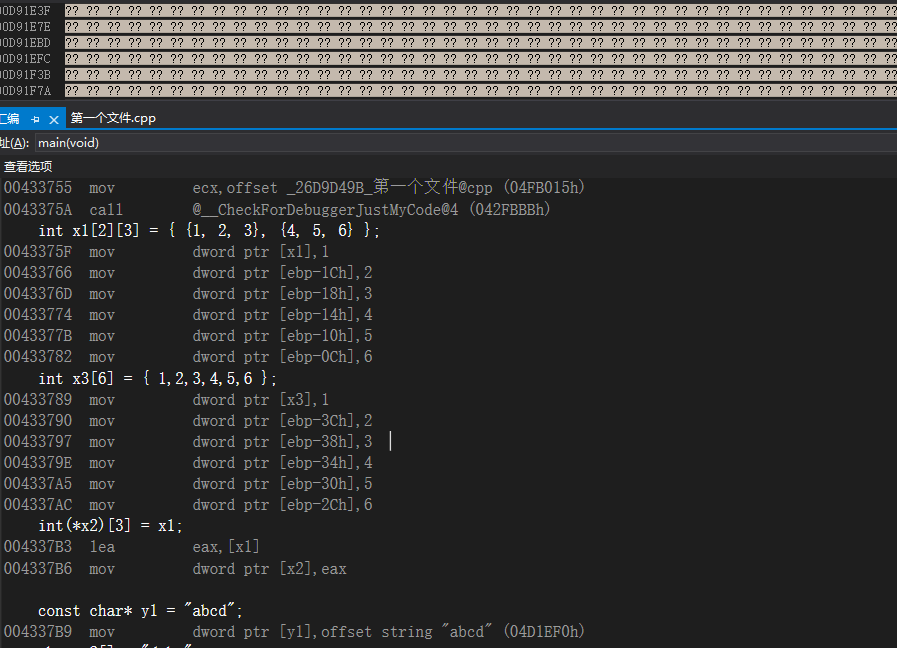 00D91E3F ?? ?? ?? ?? ?? ?? ?? ?? ?? ?? ?? ?? ?? ?? ?? ?? ?? ?? ?? ?? ?? ?? ?? ?? ?? ?? ?? ?? ?? ?? ?? ?? ?? ?? ?? ?? ?? ?? ?? ??
00D91E7E ?? ?? ?? ?? ?? ?? ?? ?? ?? ?? ?? ?? ?? ?? ?? ?? ?? ?? ?? ?? ?? ?? ?? ?? ?? ?? ?? ?? ?? ?? ?? ?? ?? ?? ?? ?? ?? ?? ?? ??
00D91EBD ?? ?? ?? ?? ?? ?? ?? ?? ?? ?? ?? ?? ?? ?? ?? ?? ?? ?? ?? ?? ?? ?? ?? ?? ?? ?? ?? ?? ?? ?? ?? ?? ?? ?? ?? ?? ?? ?? ?? ??
00D91EFC ?? ?? ?? ?? ?? ?? ?? ?? ?? ?? ?? ?? ?? ?? ?? ?? ?? ?? ?? ?? ?? ?? ?? ?? ?? ?? ?? ?? ?? ?? ?? ?? ?? ?? ?? ?? ?? ?? ?? ??
00D91F3B ?? ?? ?? ?? ?? ?? ?? ?? ?? ?? ?? ?? ?? ?? ?? ?? ?? ?? ?? ?? ?? ?? ?? ?? ?? ?? ?? ?? ?? ?? ?? ?? ?? ?? ?? ?? ?? ?? ?? ??
00D91F7A ?? ?? ?? ?? ?? ?? ?? ?? ?? ?? ?? ?? ?? ?? ?? ?? ?? ?? ?? ?? ?? ?? ?? ?? ?? ?? ?? ?? ?? ?? ?? ?? ?? ?? ?? ?? ?? ?? ?? ??
汇编 第一个文件.cpp
址(A): main(void)
查看选项
00433755 mov ecx,offset _26D9D49B_第一个文件@cpp (04FB015h)
0043375A call @__CheckForDebuggerJustMyCode@4 (042FBBBh)
int x1[2][3] = { {1, 2, 3}, {4, 5, 6} };
0043375F mov dword ptr [x1],1
00433766 mov dword ptr [ebp-1Ch],2
0043376D mov dword ptr [ebp-18h],3
00433774 mov dword ptr [ebp-14h],4
0043377B mov dword ptr [ebp-10h],5
00433782 mov dword ptr [ebp-0Ch],6
int x3[6] = { 1,2,3,4,5,6 };
00433789 mov dword ptr [x3],1
00433790 mov dword ptr [ebp-3Ch],2
00433797 mov dword ptr [ebp-38h],3
0043379E mov dword ptr [ebp-34h],4
004337A5 mov dword ptr [ebp-30h],5
004337AC mov dword ptr [ebp-2Ch],6
int(*x2)[3] = x1;
004337B3 lea eax,[x1]
004337B6 mov dword ptr [x2],eax
const char* y1 = "abcd";
004337B9 mov dword ptr [y1],offset string "abcd" (04D1EF0h)